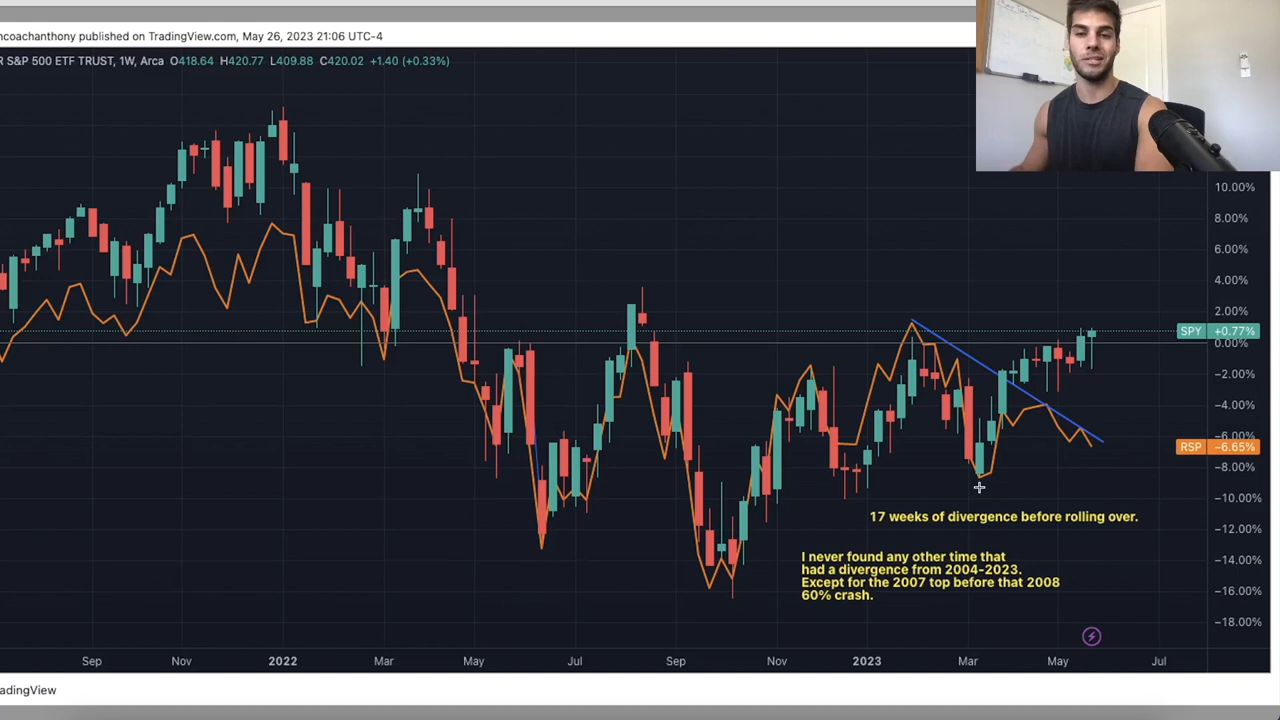 ncoachanthony published on TradingView.com, May 26, 2023 21:06 UTC-4
R S&P 500 ETF TRUST, 1W, Arca O418.64 H420.77 L409.88 C420.02 +1.40 (+0.33%)
10.00%
8.00%
6.00%
4.00%
2.00%
SPY +0.77%
0.00%
−2.00%
−4.00%
−6.00%
RSP −6.65%
−8.00%
−10.00%
−12.00%
−14.00%
−16.00%
−18.00%
17 weeks of divergence before rolling over.
I never found any other time that
had a divergence from 2004-2023.
Except for the 2007 top before that 2008
60% crash.
Sep Nov 2022 Mar May Jul Sep Nov 2023 Mar May Jul
radingView